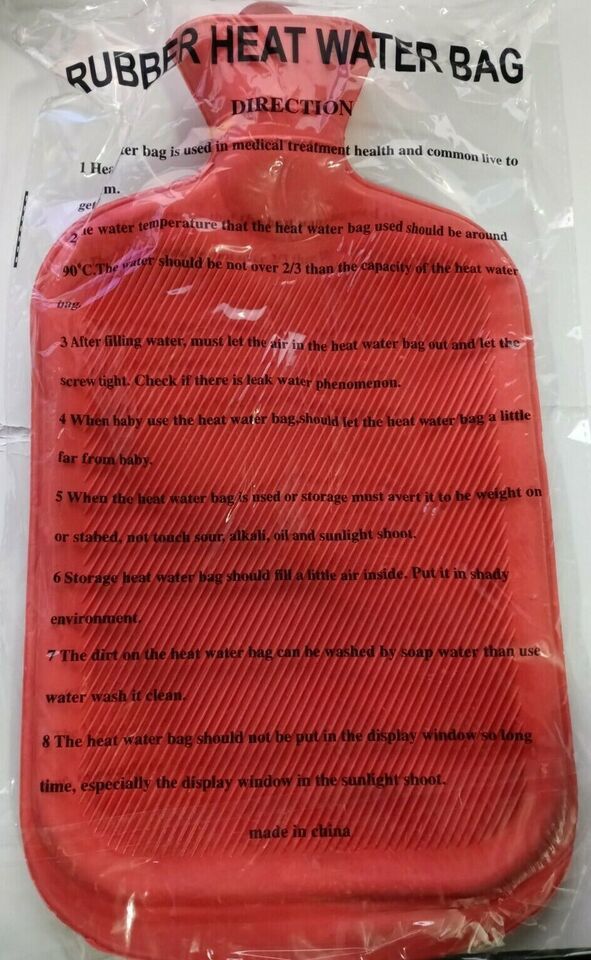 RUBBER HEAT WATER BAG
DIRECTION
1 Hea ter bag is used in medical treatment health and common live to
get m.
2 e water temperature that the heat water bag used should be around
90°C.The water should be not over 2/3 than the capacity of the heat water
bag.
3 After filling water, must let the air in the heat water bag out and let the
screw tight. Check if there is leak water phenomenon.
4 When baby use the heat water bag,should let the heat water bag a little
far from baby.
5 When the heat water bag is used or storage must avert it to be weight on
or stabed, not touch sour, alkali, oil and sunlight shoot.
6 Storage heat water bag should fill a little air inside. Put it in shady
environment.
7 The dirt on the heat water bag can be washed by soap water than use
water wash it clean.
8 The heat water bag should not be put in the display window so long
time, especially the display window in the sunlight shoot.
made in china